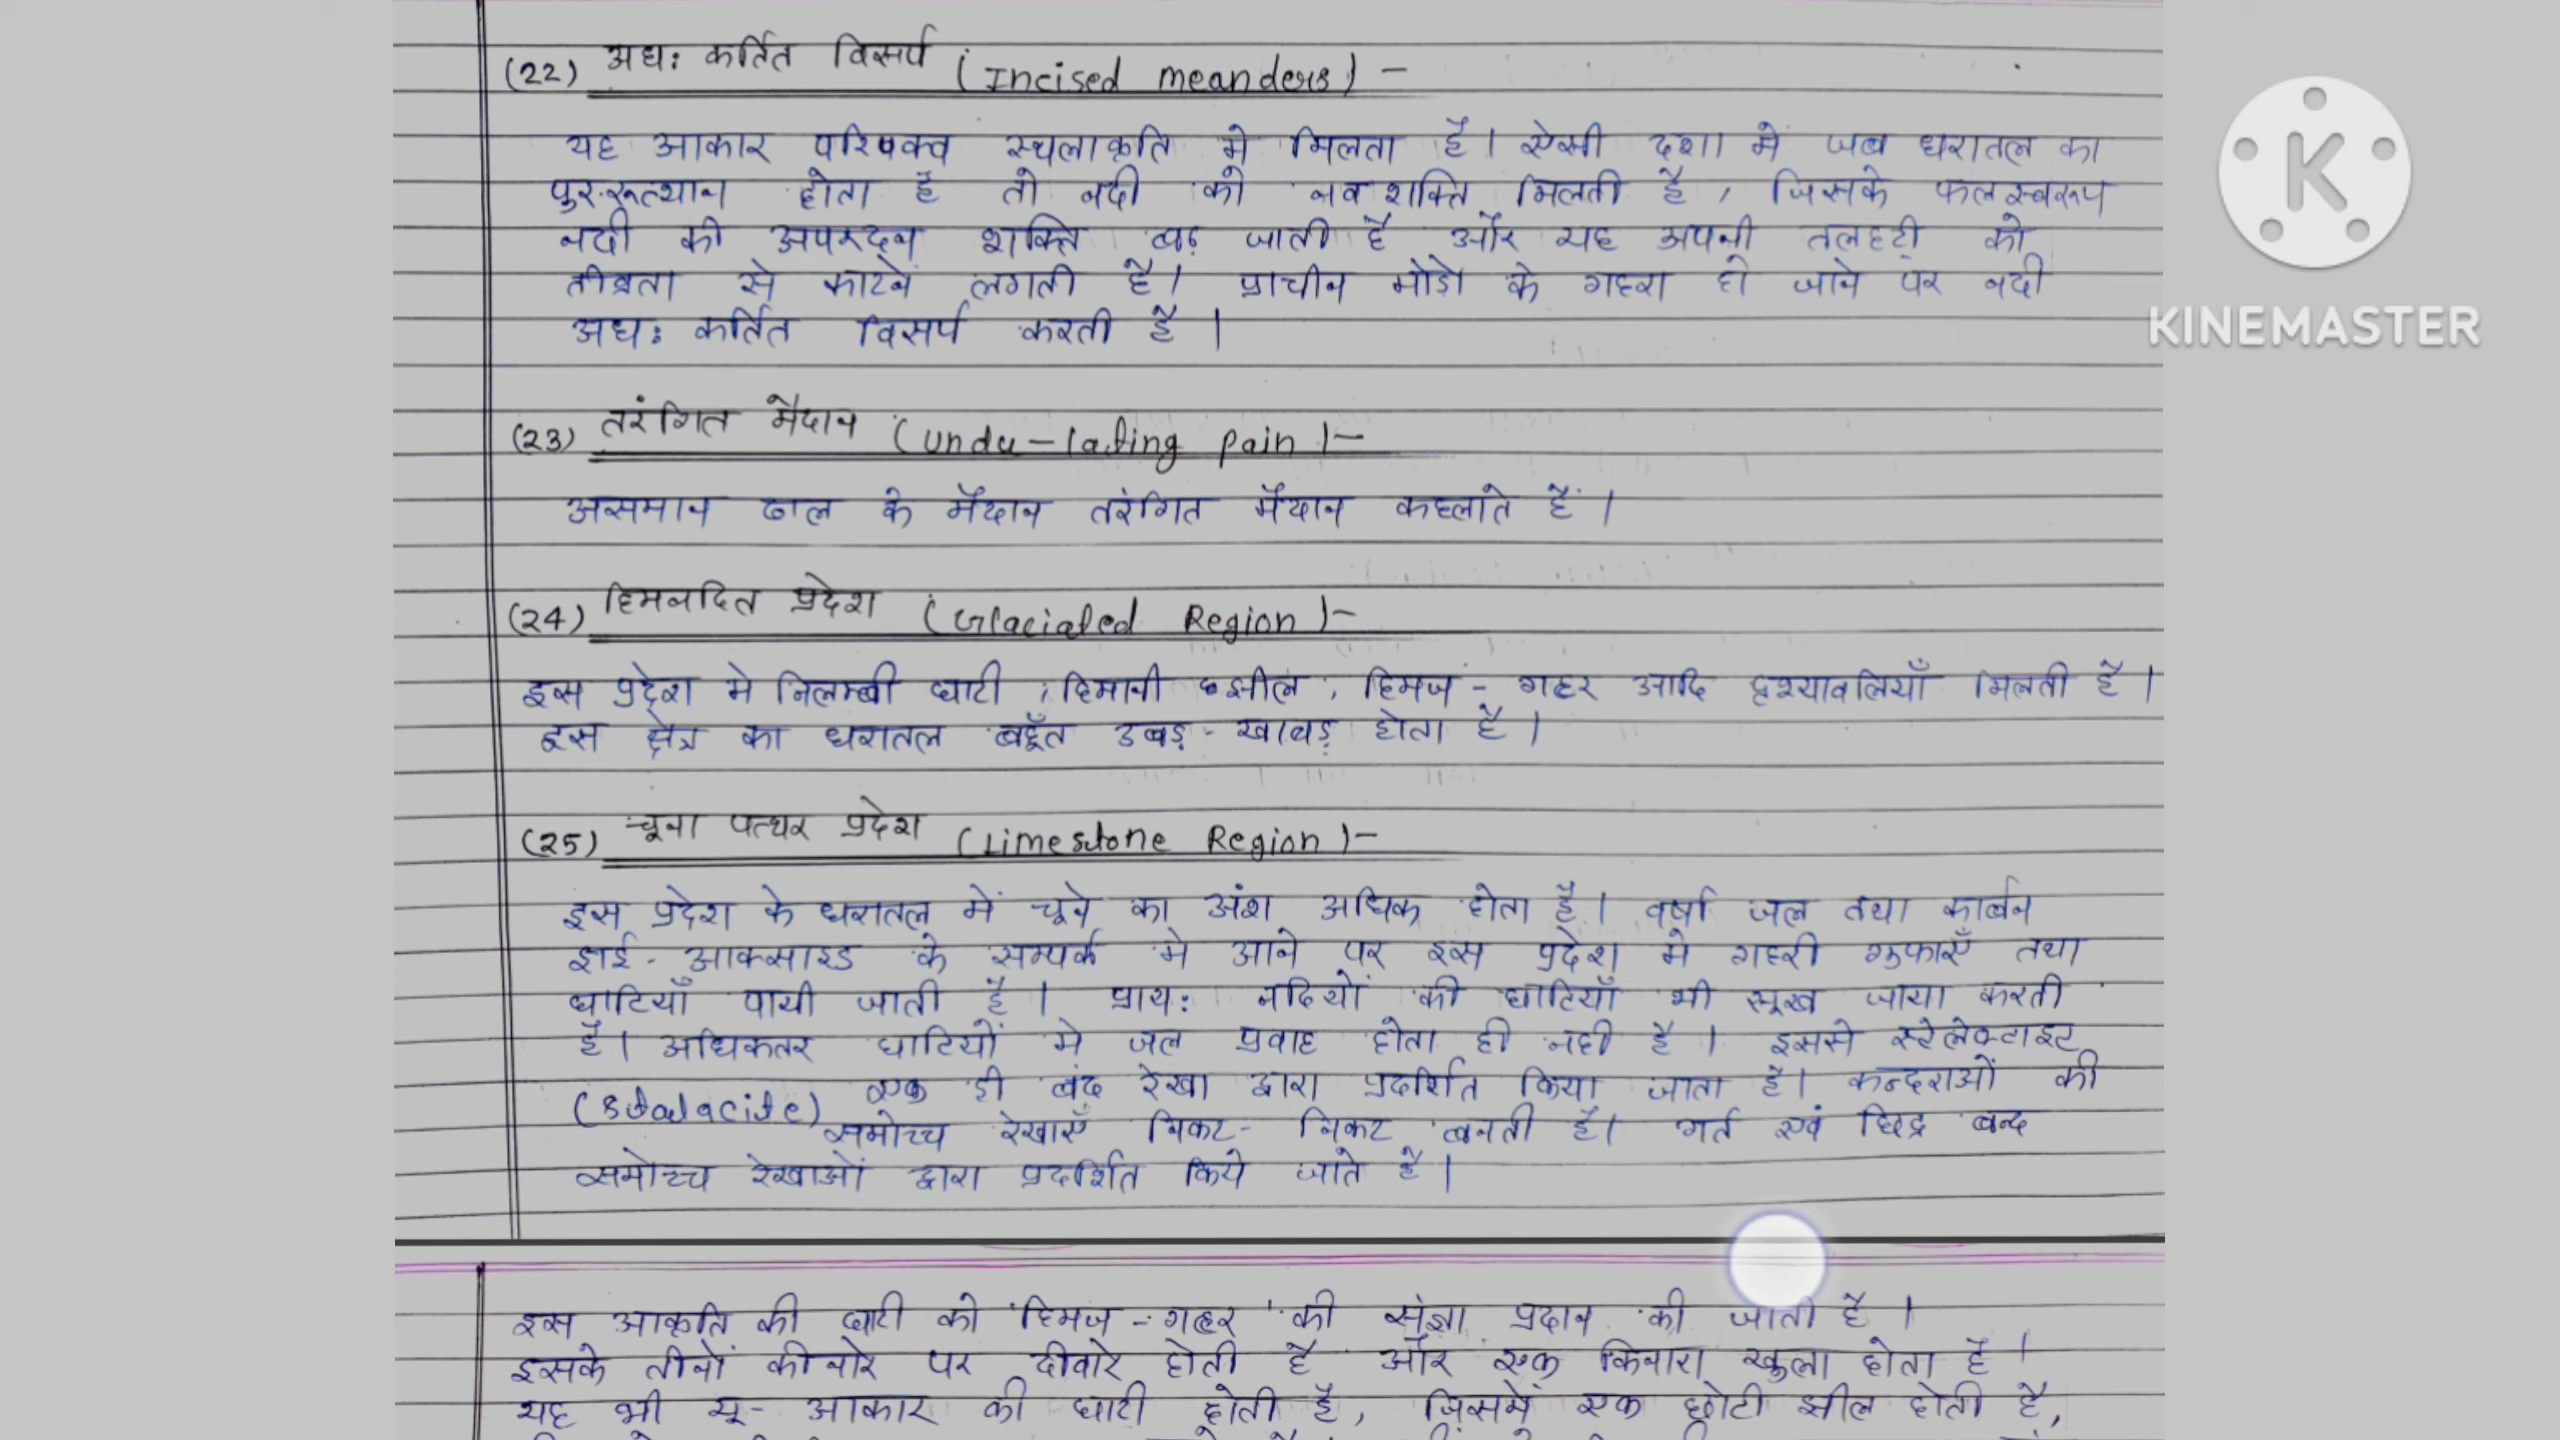 (22) अधः कर्तित विसर्प (Incised meanders) -
यह आकार परिपक्व स्थलाकृति मे मिलता है। ऐसी दशा मे जब धरातल का
पुर-रूत्थान होता है तो नदी को नव शक्ति मिलती है, जिसके फलस्वरूप
नदी की अपरदन शक्ति बढ़ जाती है और यह अपनी तलहटी को
तीव्रता से काटने लगती है। प्राचीन मोडो के गहरा हो जाने पर नदी
अधः कर्तित विसर्प करती है।
(23) तरंगित मैदान (undu-lating pain) -
असमान ढाल के मैदान तरंगित मैदान कहलाते हैं।
(24) हिमनदित प्रदेश (Glaciated Region) -
इस प्रदेश मे निलम्बी घाटी, हिमानी झील, हिमज - गहर आदि दृश्यावलियाँ मिलती है।
इस क्षेत्र का धरातल बहुँत उबड़ - खाबड़ होता है।
(25) चूना पत्थर प्रदेश (Limestone Region) -
इस प्रदेश के धरातल में चूने का अंश अधिक होता है। वर्षा जल तथा कार्बन
डाई - आक्साइड के सम्पर्क मे आने पर इस प्रदेश मे गहरी गुफाएँ तथा
घाटियाँ पायी जाती है। प्रायः नदियों की घाटियाँ भी सूख जाया करती
है। अधिकतर घाटियों मे जल प्रवाह होता ही नही है। इससे स्टेलेक्टाइट
(Stalacite) एक ही बंद रेखा द्वारा प्रदर्शित किया जाता है। कन्दराओं की
समोच्च रेखाएँ निकट - निकट बनती है। गर्त एवं छिद्र बन्द
समोच्च रेखाओं द्वारा प्रदर्शित किये जाते है।
इस आकृति की घाटी को 'हिमज - गहर' की संज्ञा प्रदान की जाती है।
इसके तीनों कीनारे पर दीवारे होती है और एक किनारा खुला होता है।
यह भी यू - आकार की घाटी होती है, जिसमें एक छोटी झील होती है,
KINEMASTER